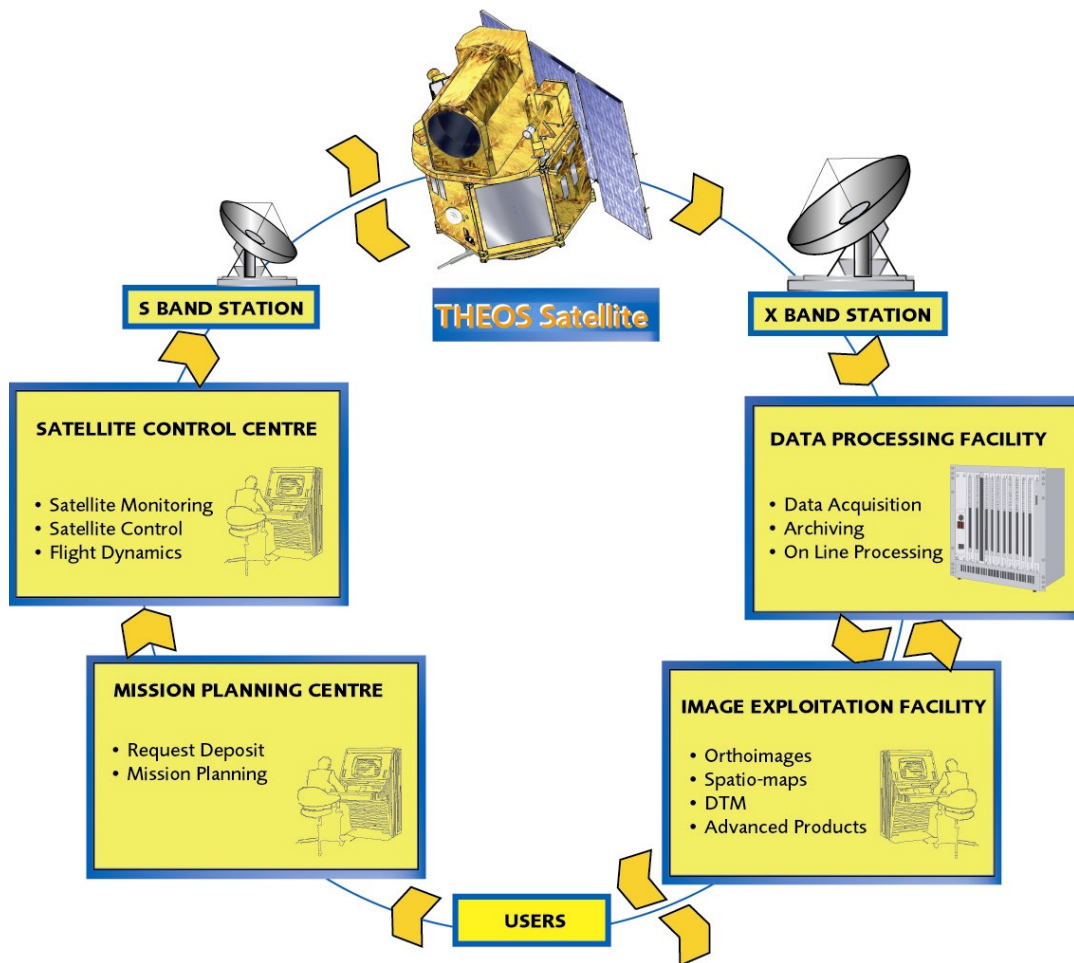 THEOS Satellite
S BAND STATION
X BAND STATION
SATELLITE CONTROL CENTRE
• Satellite Monitoring
• Satellite Control
• Flight Dynamics
DATA PROCESSING FACILITY
• Data Acquisition
• Archiving
• On Line Processing
MISSION PLANNING CENTRE
• Request Deposit
• Mission Planning
IMAGE EXPLOITATION FACILITY
• Orthoimages
• Spatio-maps
• DTM
• Advanced Products
USERS